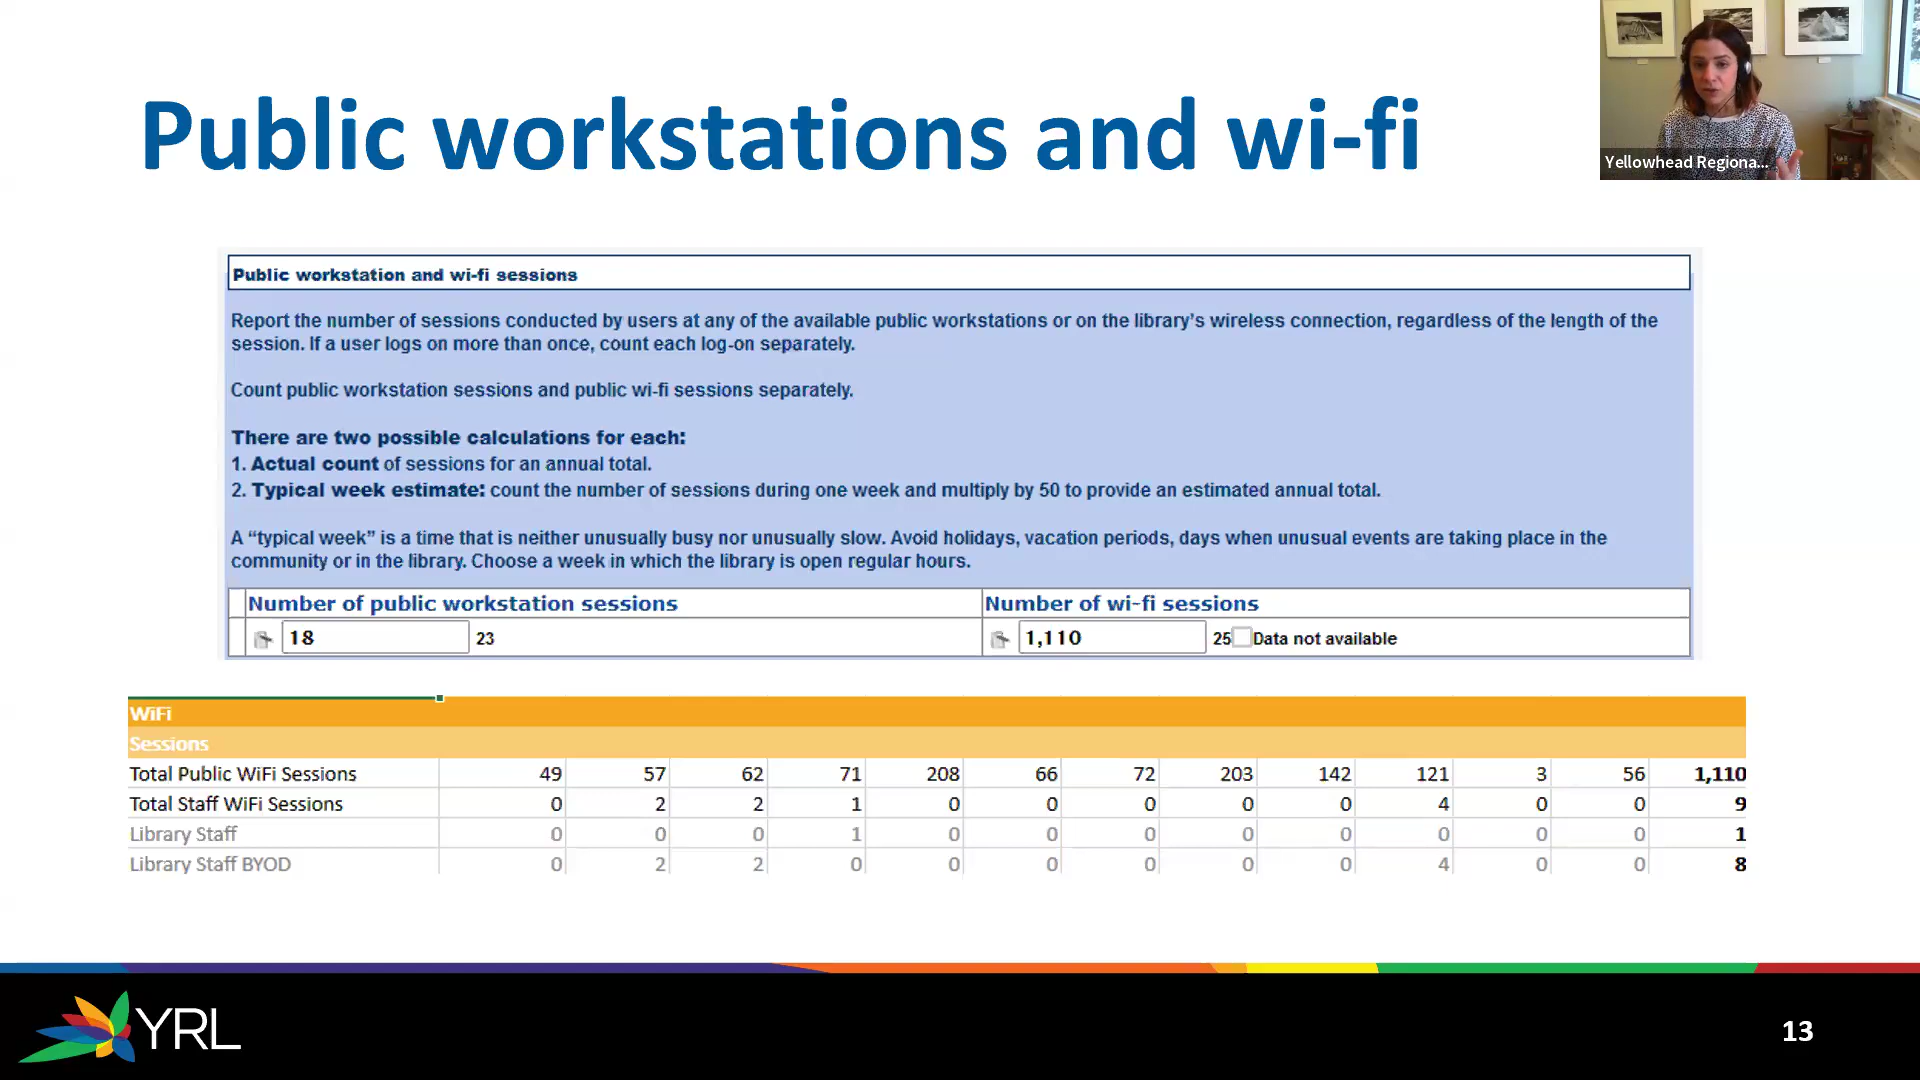 Public workstations and wi-fi
Yellowhead Regiona...
Public workstation and wi-fi sessions
Report the number of sessions conducted by users at any of the available public workstations or on the library's wireless connection, regardless of the length of the
session. If a user logs on more than once, count each log-on separately.
Count public workstation sessions and public wi-fi sessions separately.
There are two possible calculations for each:
1. Actual count of sessions for an annual total.
2. Typical week estimate: count the number of sessions during one week and multiply by 50 to provide an estimated annual total.
A “typical week” is a time that is neither unusually busy nor unusually slow. Avoid holidays, vacation periods, days when unusual events are taking place in the
community or in the library. Choose a week in which the library is open regular hours.
Number of public workstation sessions Number of wi-fi sessions
18 23 1,110 25 Data not available
WiFi
Sessions
Total Public WiFi Sessions 49 57 62 71 208 66 72 203 142 121 3 56 1,110
Total Staff WiFi Sessions 0 2 2 1 0 0 0 0 0 4 0 0 9
Library Staff 0 0 0 1 0 0 0 0 0 0 0 0 1
Library Staff BYOD 0 2 2 0 0 0 0 0 0 4 0 0 8
YRL
13